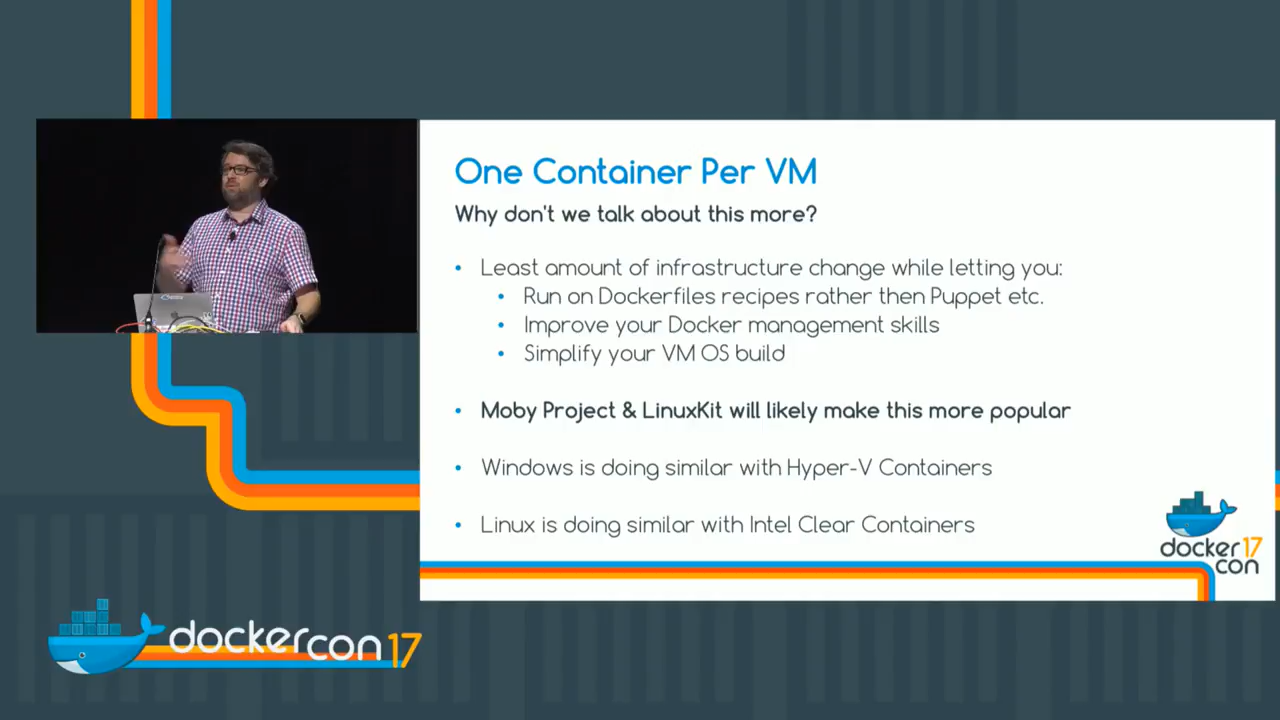 One Container Per VM
Why don't we talk about this more?
• Least amount of infrastructure change while letting you:
• Run on Dockerfiles recipes rather then Puppet etc.
• Improve your Docker management skills
• Simplify your VM OS build
• Moby Project & LinuxKit will likely make this more popular
• Windows is doing similar with Hyper-V Containers
• Linux is doing similar with Intel Clear Containers
docker 17
con
dockercon 17